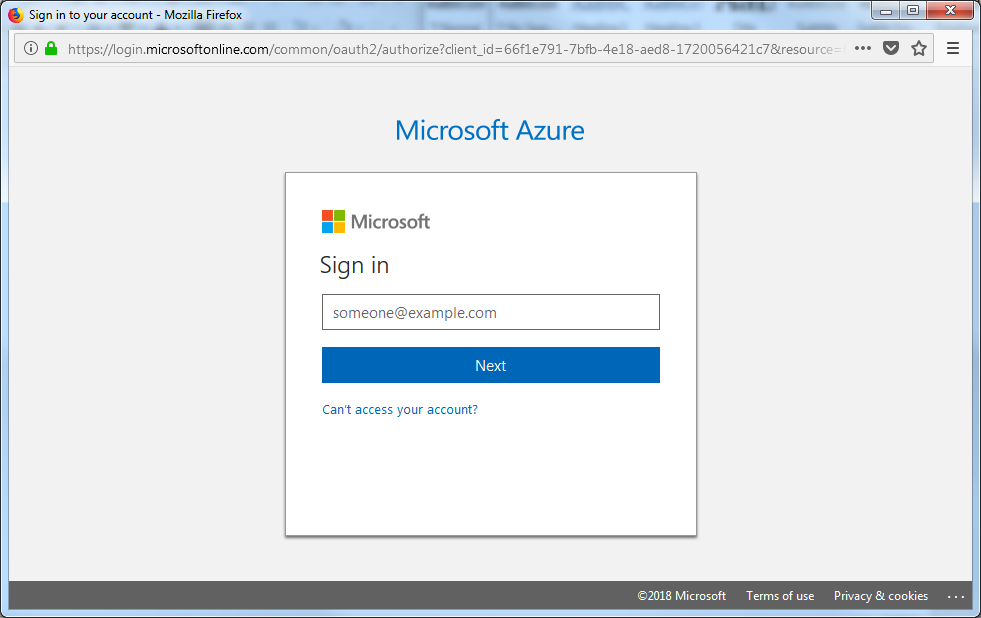 Sign in to your account - Mozilla Firefox
https://login.microsoftonline.com/common/oauth2/authorize?client_id=66f1e791-7bfb-4e18-aed8-1720056421c7&resource=
Microsoft Azure
Microsoft
Sign in
someone@example.com
Next
Can't access your account?
©2018 Microsoft Terms of use Privacy & cookies ...